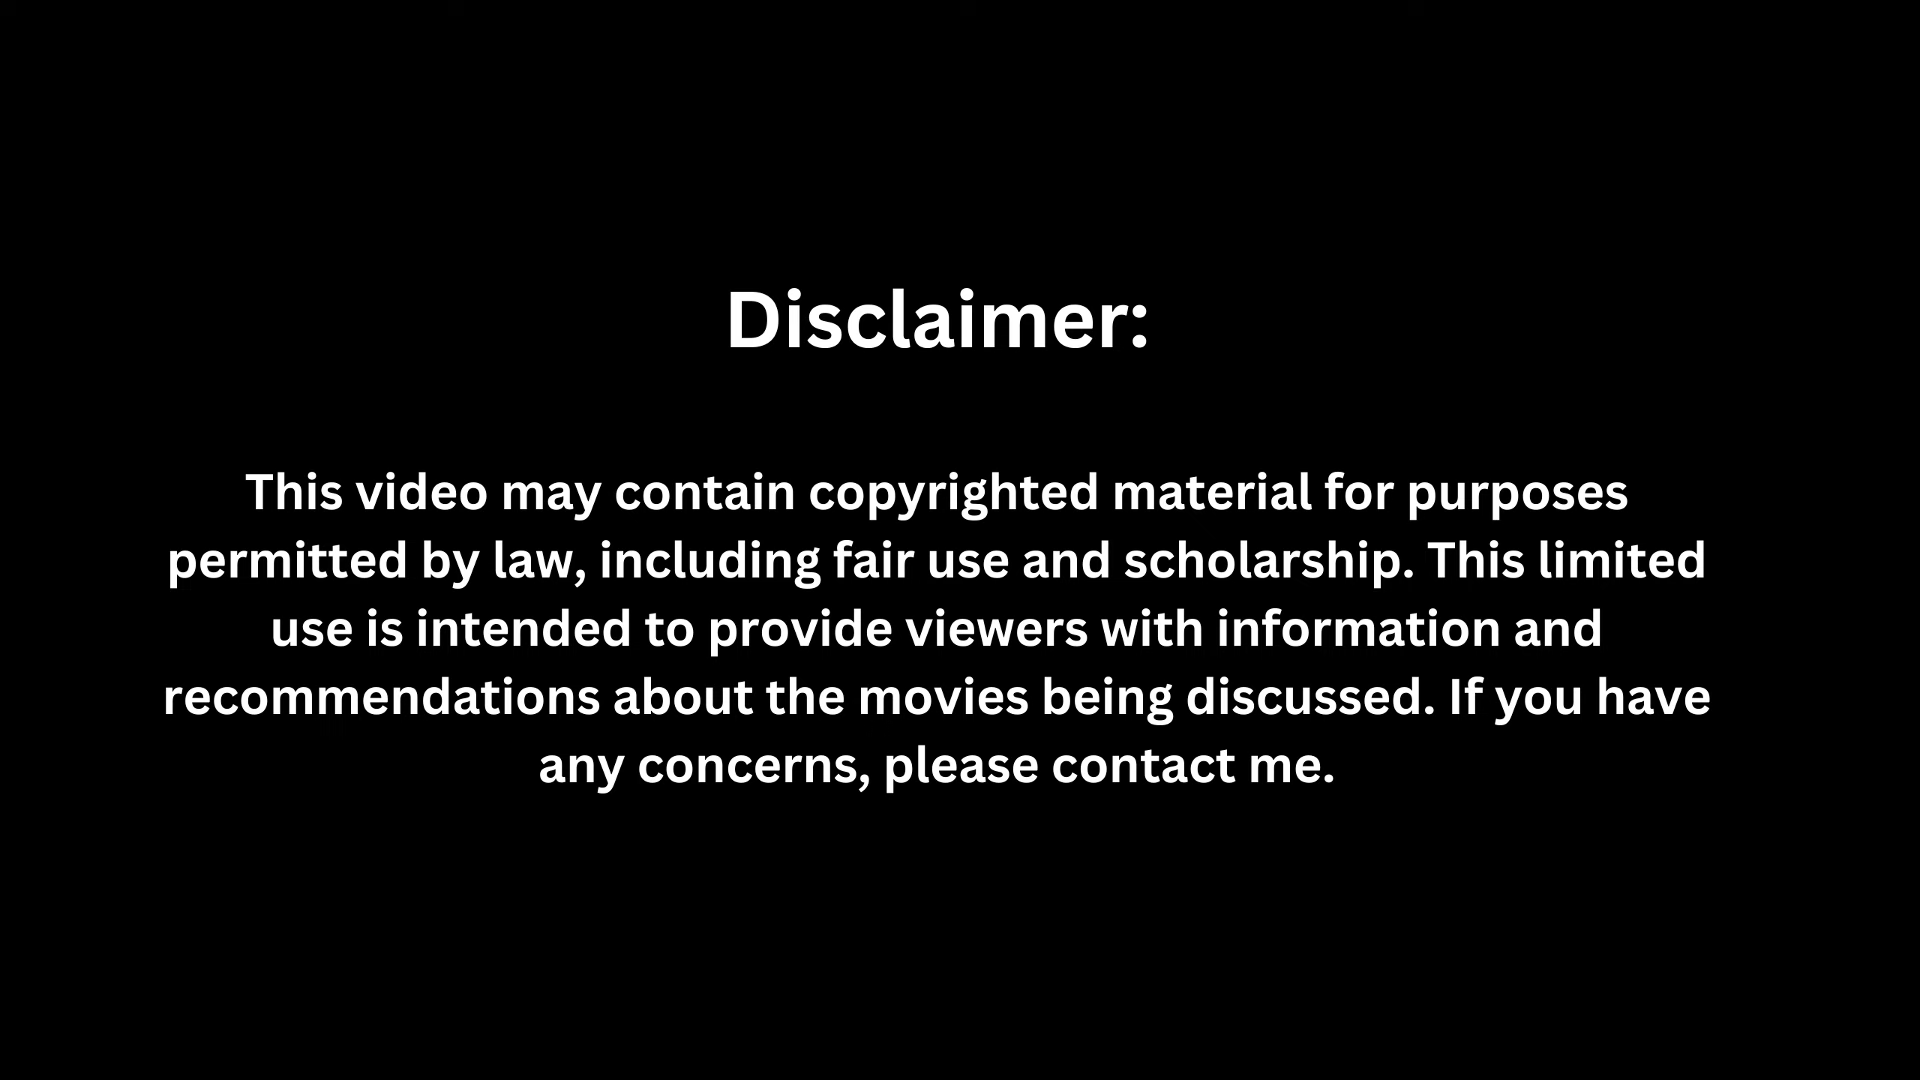 Disclaimer:
This video may contain copyrighted material for purposes
permitted by law, including fair use and scholarship. This limited
use is intended to provide viewers with information and
recommendations about the movies being discussed. If you have
any concerns, please contact me.